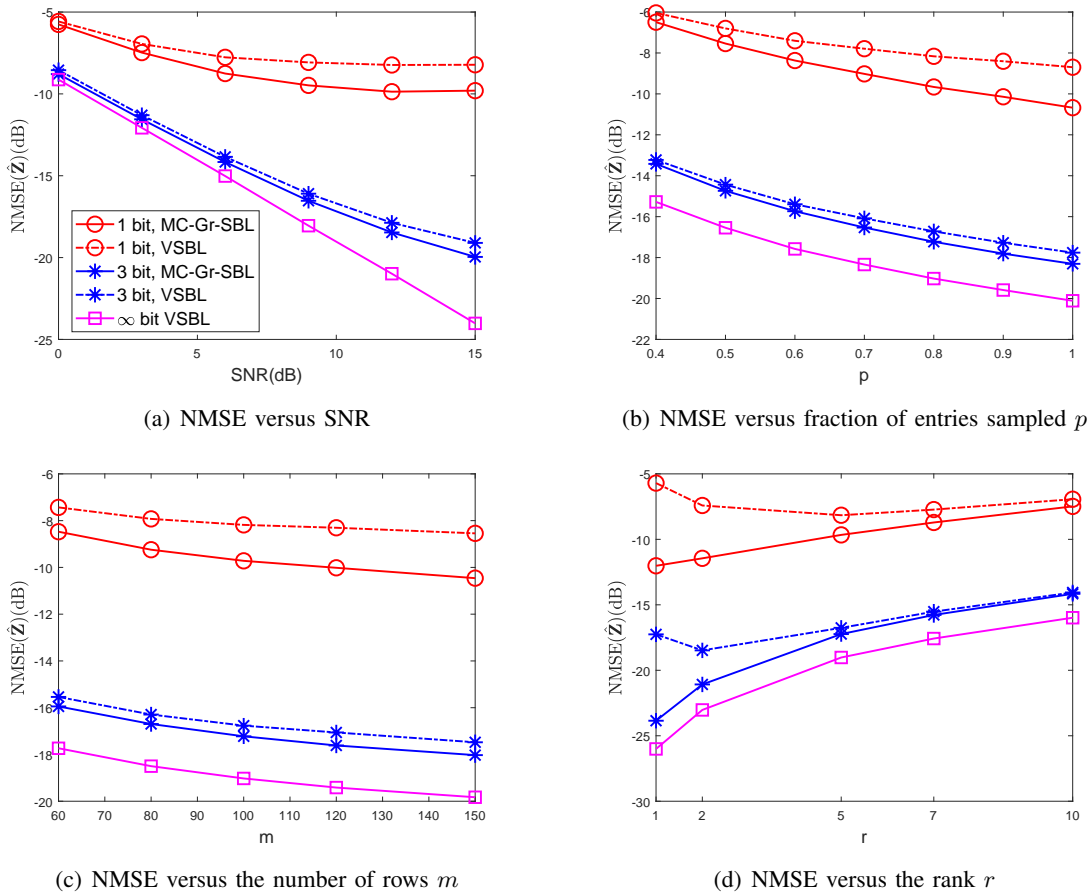 -5
-10
-15
-20
-25
NMSE(Ẑ)(dB)
1 bit, MC-Gr-SBL
1 bit, VSBL
3 bit, MC-Gr-SBL
3 bit, VSBL
∞ bit VSBL
0 5 10 15
SNR(dB)
(a) NMSE versus SNR
-6
-8
-10
-12
-14
-16
-18
-20
-22
NMSE(Ẑ)(dB)
0.4 0.5 0.6 0.7 0.8 0.9 1
p
(b) NMSE versus fraction of entries sampled p
-6
-8
-10
-12
-14
-16
-18
-20
NMSE(Ẑ)(dB)
60 70 80 90 100 110 120 130 140 150
m
(c) NMSE versus the number of rows m
-5
-10
-15
-20
-25
-30
NMSE(Ẑ)(dB)
1 2 5 7 10
r
(d) NMSE versus the rank r